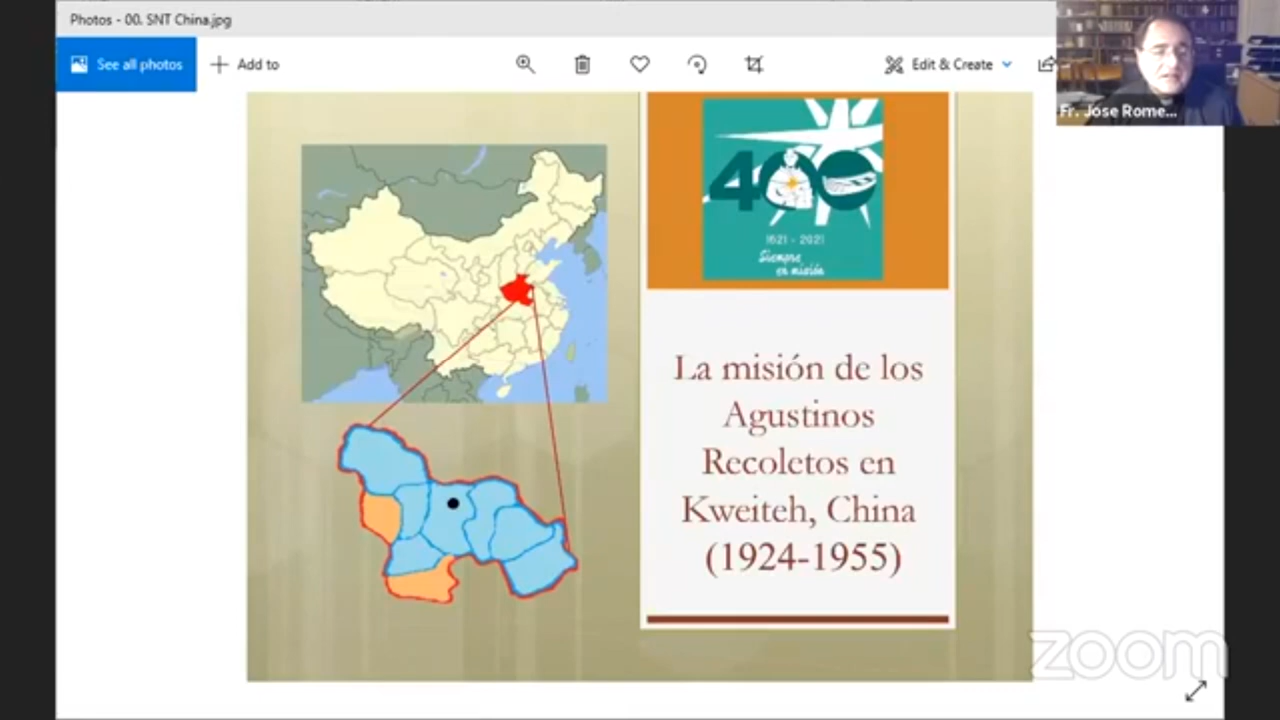 Photos - 00. SNT China.jpg
See all photos
Add to
Edit & Create
Fr. Jose Rome...
400
1621 - 2021
Siempre
en misión
La misión de los
Agustinos
Recoletos en
Kweiteh, China
(1924-1955)
zoom